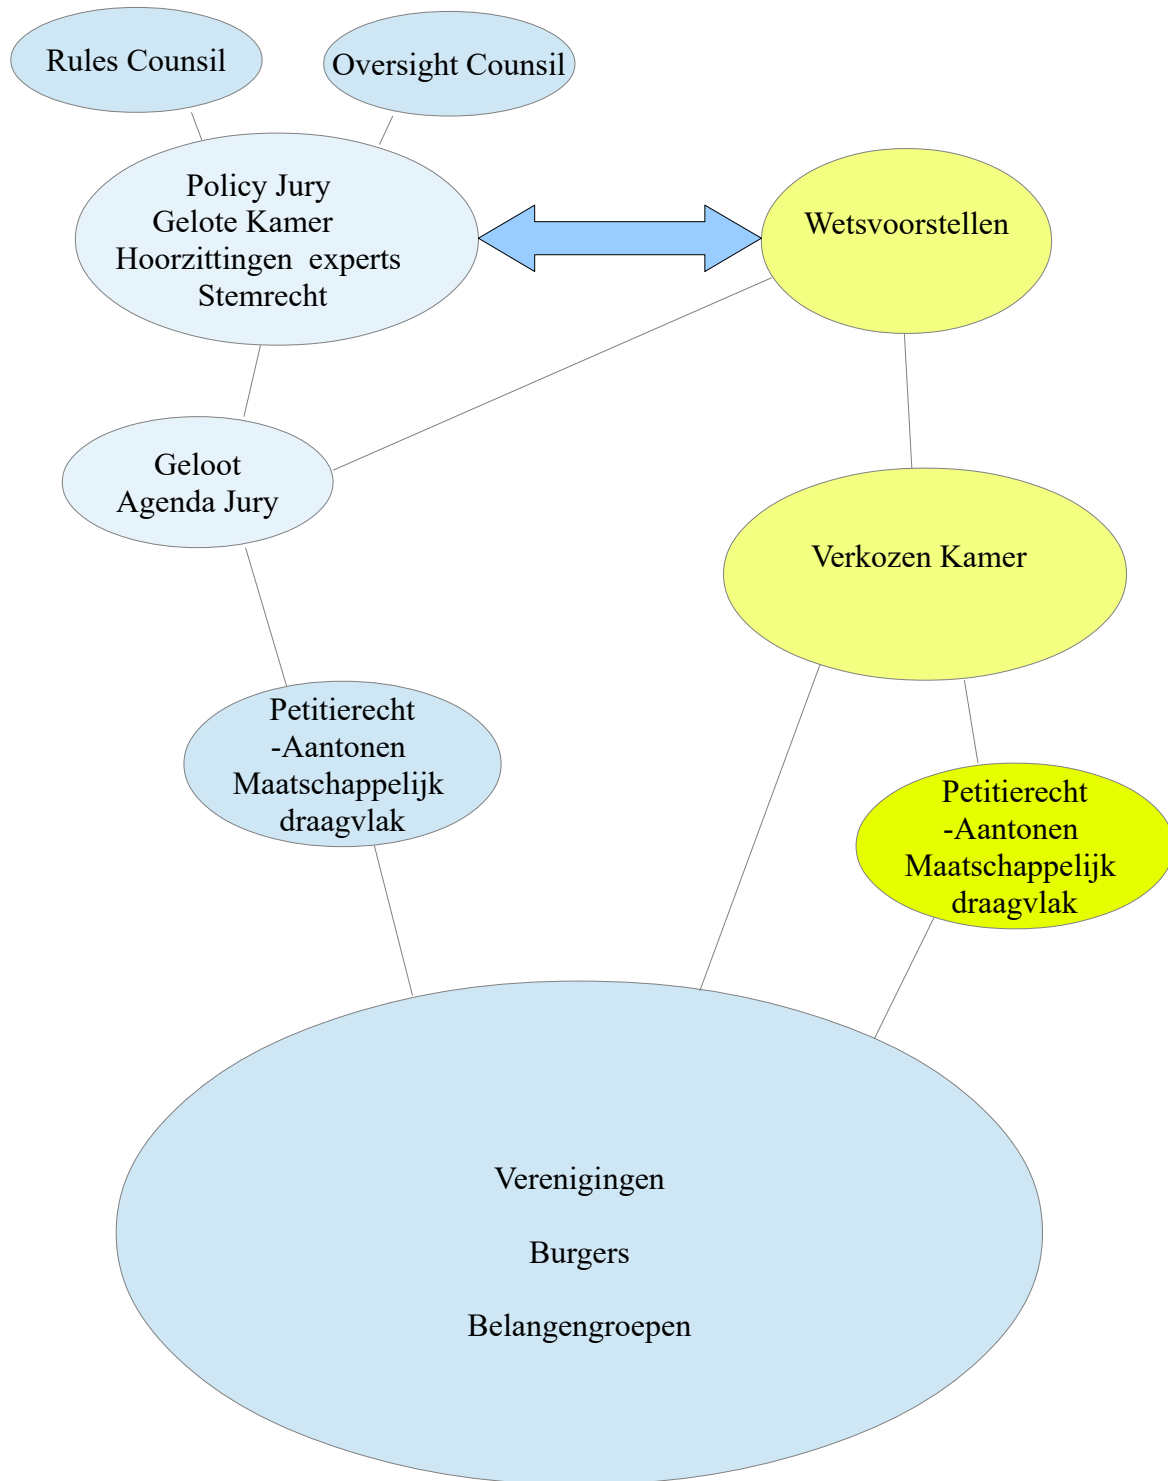 Rules Counsil
Oversight Counsil
Policy Jury
Gelote Kamer
Hoorzittingen experts
Stemrecht
Wetsvoorstellen
Geloot
Agenda Jury
Verkozen Kamer
Petitierecht
-Aantonen
Maatschappelijk
draagvlak
Petitierecht
-Aantonen
Maatschappelijk
draagvlak
Verenigingen
Burgers
Belangengroepen